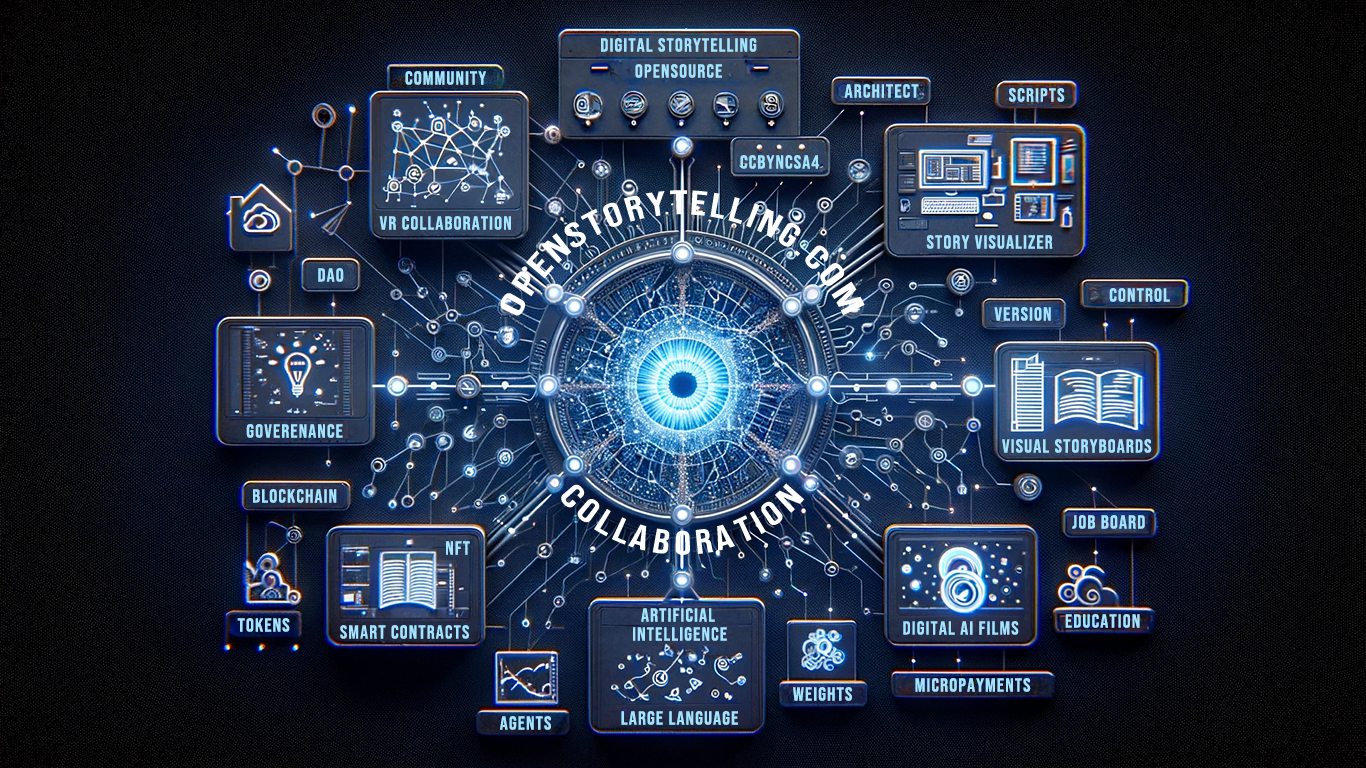 DIGITAL STORYTELLING
OPENSOURCE
COMMUNITY
ARCHITECT
SCRIPTS
CCBYNCSA4
VR COLLABORATION
STORY VISUALIZER
OPENSTORYTELLING.COM
DAO
VERSION
CONTROL
GOVERENANCE
VISUAL STORYBOARDS
BLOCKCHAIN
COLLABORATION
JOB BOARD
NFT
TOKENS
SMART CONTRACTS
ARTIFICIAL
INTELLIGENCE
DIGITAL AI FILMS
EDUCATION
MICROPAYMENTS
WEIGHTS
AGENTS
LARGE LANGUAGE